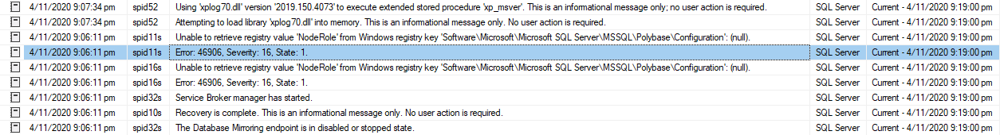 4/11/2020 9:07:34 pm spid52 Using 'xplog70.dll' version '2019.150.4073' to execute extended stored procedure 'xp_msver'. This is an informational message only; no user action is required. SQL Server Current - 4/11/2020 9:19:00 pm
4/11/2020 9:07:34 pm spid52 Attempting to load library 'xplog70.dll' into memory. This is an informational message only. No user action is required. SQL Server Current - 4/11/2020 9:19:00 pm
4/11/2020 9:06:11 pm spid11s Unable to retrieve registry value 'NodeRole' from Windows registry key 'Software\Microsoft\Microsoft SQL Server\MSSQL\Polybase\Configuration': (null). SQL Server Current - 4/11/2020 9:19:00 pm
4/11/2020 9:06:11 pm spid11s Error: 46906, Severity: 16, State: 1. SQL Server Current - 4/11/2020 9:19:00 pm
4/11/2020 9:06:11 pm spid16s Unable to retrieve registry value 'NodeRole' from Windows registry key 'Software\Microsoft\Microsoft SQL Server\MSSQL\Polybase\Configuration': (null). SQL Server Current - 4/11/2020 9:19:00 pm
4/11/2020 9:06:11 pm spid16s Error: 46906, Severity: 16, State: 1. SQL Server Current - 4/11/2020 9:19:00 pm
4/11/2020 9:06:11 pm spid32s Service Broker manager has started. SQL Server Current - 4/11/2020 9:19:00 pm
4/11/2020 9:06:11 pm spid10s Recovery is complete. This is an informational message only. No user action is required. SQL Server Current - 4/11/2020 9:19:00 pm
4/11/2020 9:06:11 pm spid32s The Database Mirroring endpoint is in disabled or stopped state. SQL Server Current - 4/11/2020 9:19:00 pm